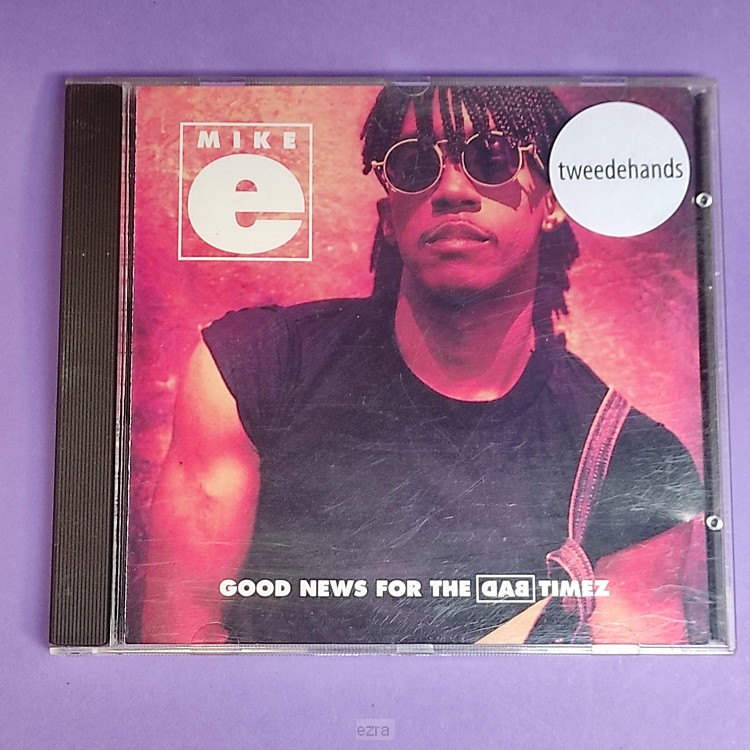 MIKE
e
tweedehands
GOOD NEWS FOR THE BAD TIMEZ
ezra